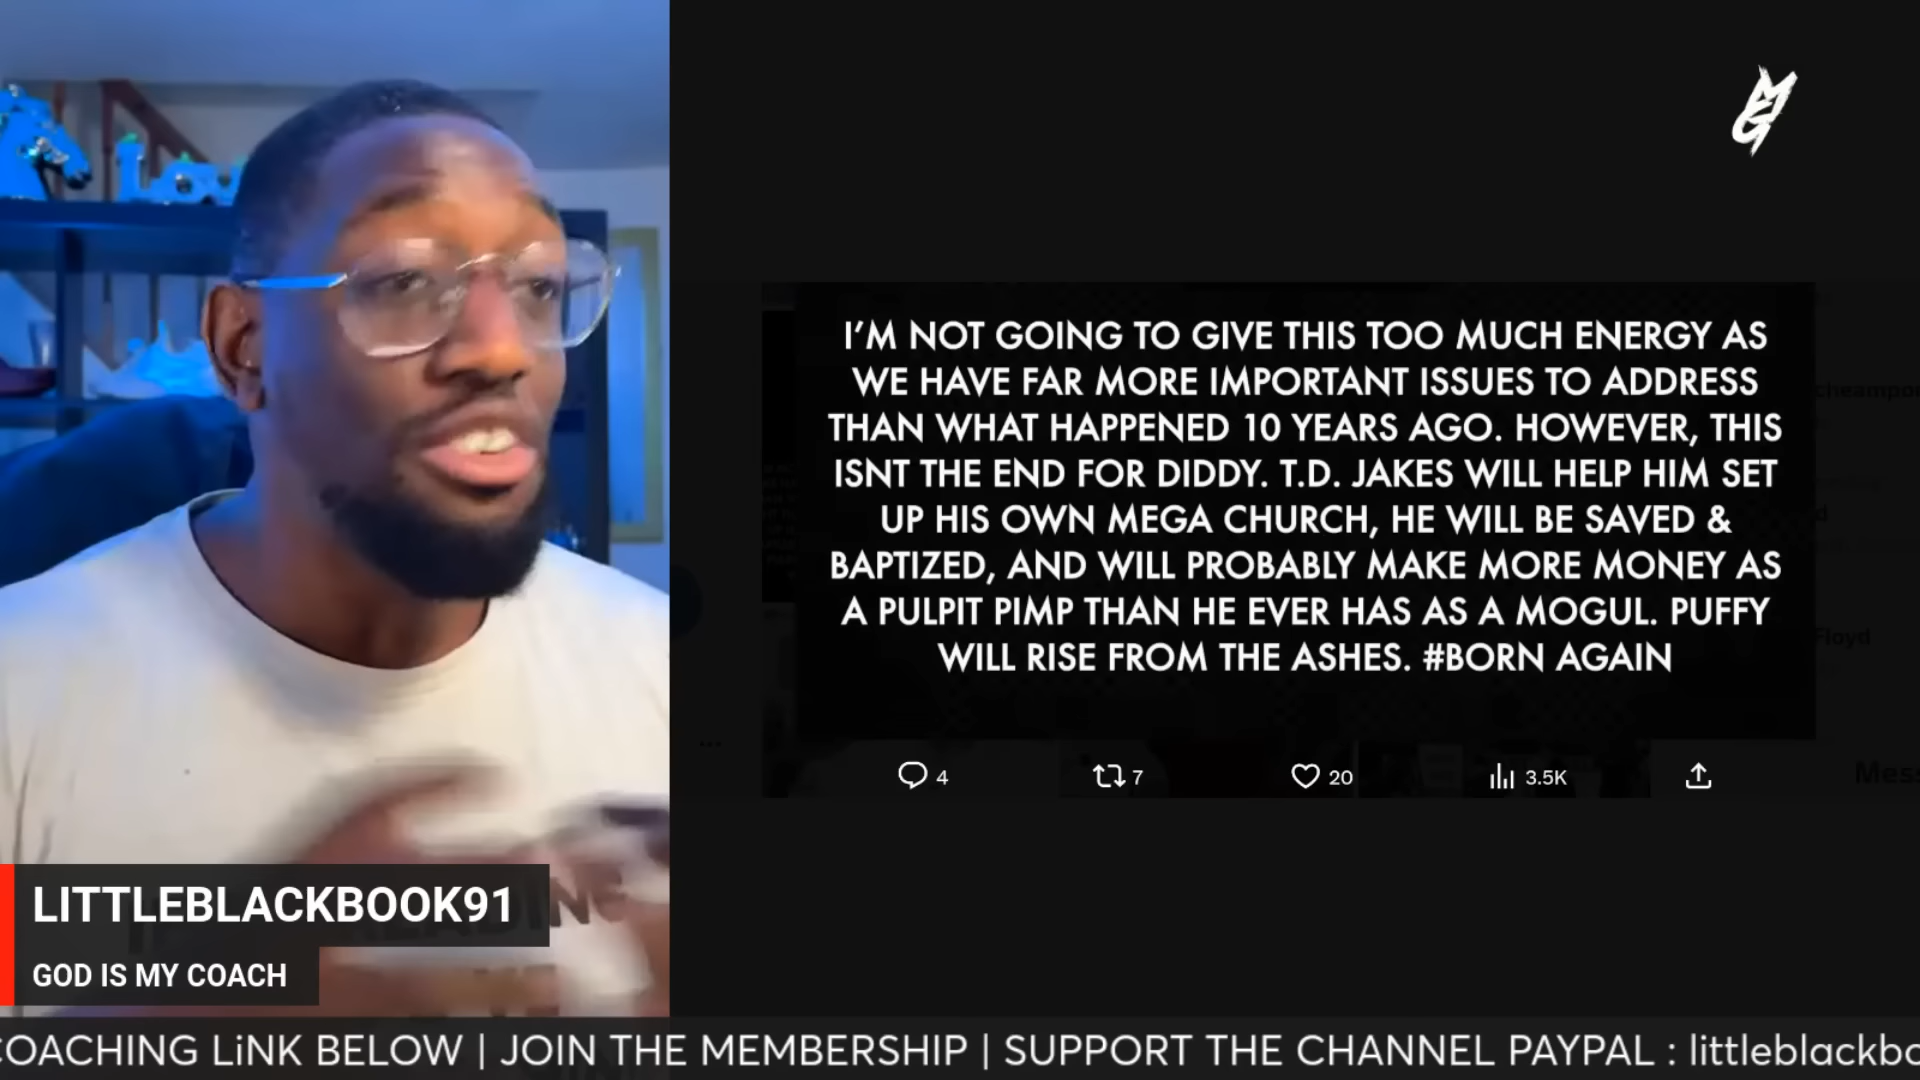 MEG
I'M NOT GOING TO GIVE THIS TOO MUCH ENERGY AS
WE HAVE FAR MORE IMPORTANT ISSUES TO ADDRESS
THAN WHAT HAPPENED 10 YEARS AGO. HOWEVER, THIS
ISNT THE END FOR DIDDY. T.D. JAKES WILL HELP HIM SET
UP HIS OWN MEGA CHURCH, HE WILL BE SAVED &
BAPTIZED, AND WILL PROBABLY MAKE MORE MONEY AS
A PULPIT PIMP THAN HE EVER HAS AS A MOGUL. PUFFY
WILL RISE FROM THE ASHES. #BORN AGAIN
4 7 20 3.5K
Floyd
LITTLEBLACKBOOK91
GOD IS MY COACH
COACHING LiNK BELOW | JOIN THE MEMBERSHIP | SUPPORT THE CHANNEL PAYPAL : littleblackbo